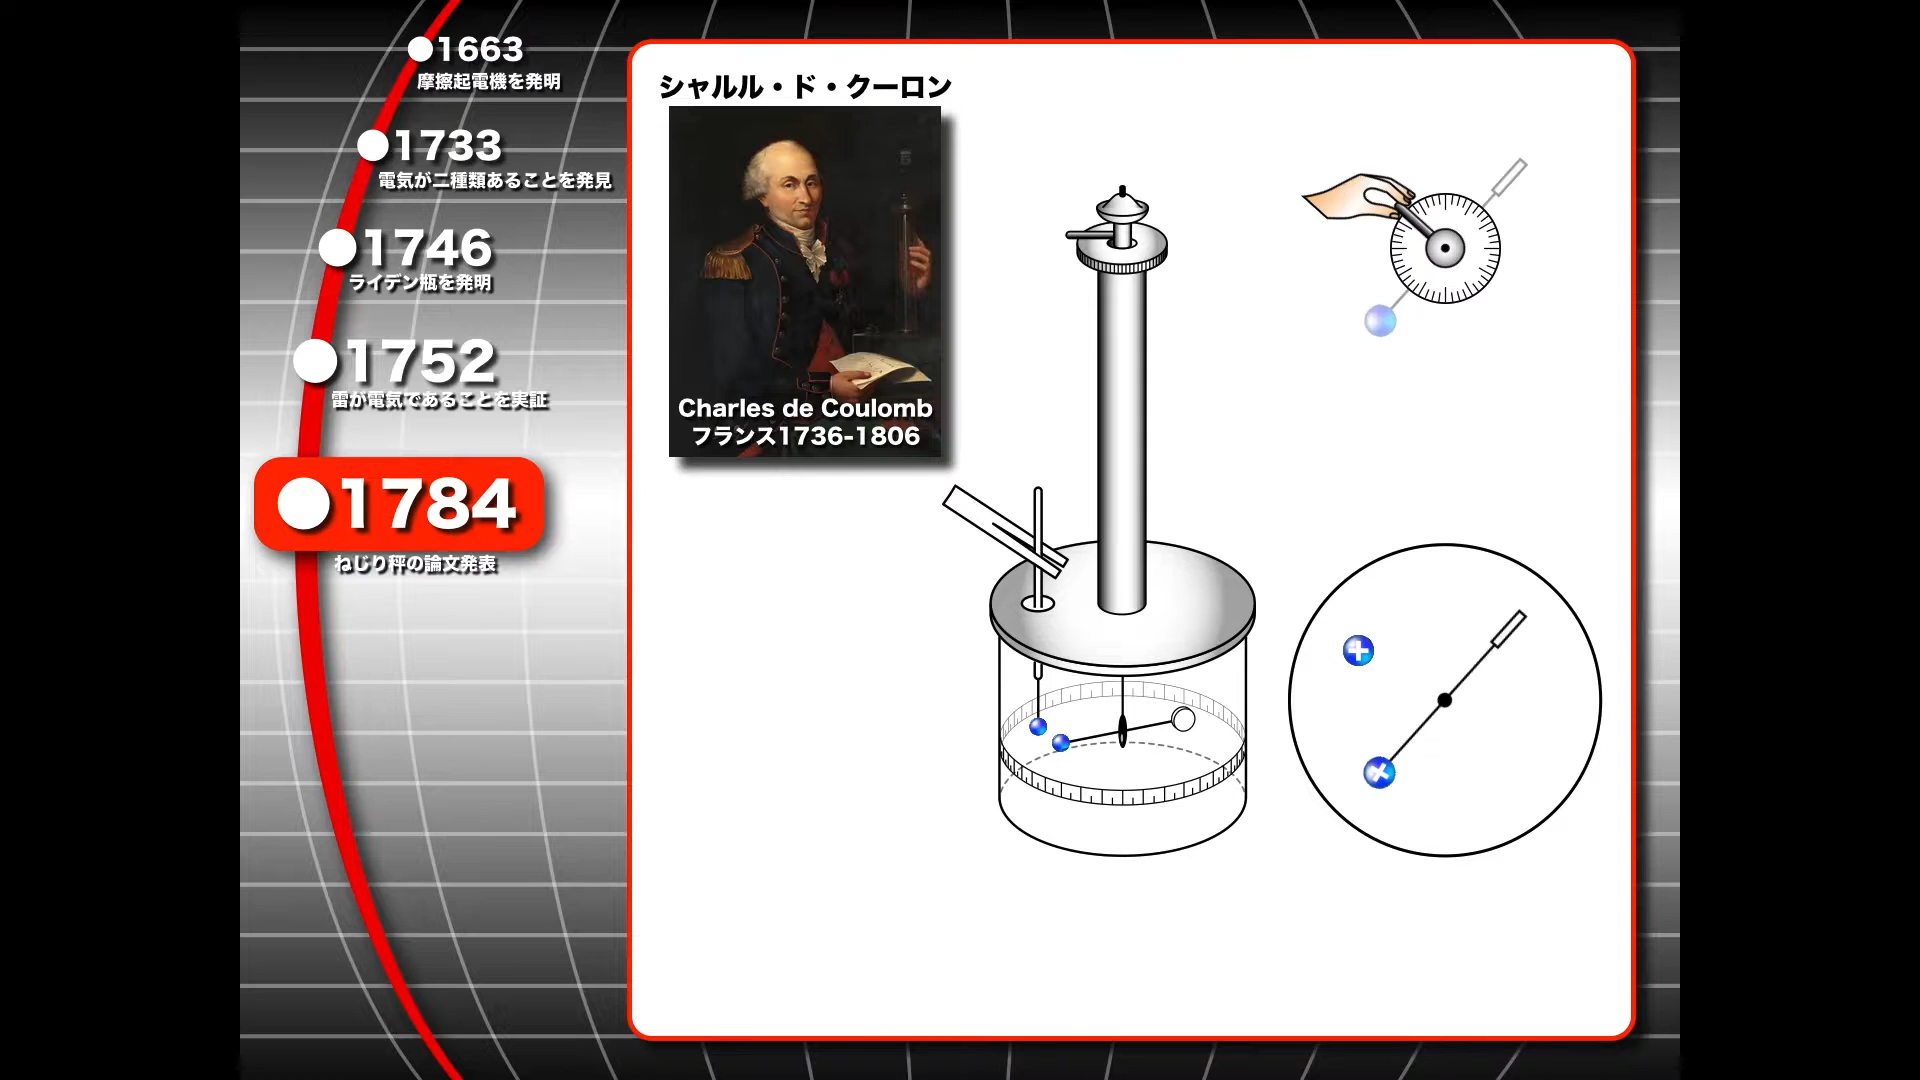 1663
摩擦起電機を発明
1733
電気が二種類あることを発見
1746
ライデン瓶を発明
1752
雷が電気であることを実証
1784
ねじり秤の論文発表
シャルル・ド・クーロン
Charles de Coulomb
フランス1736-1806